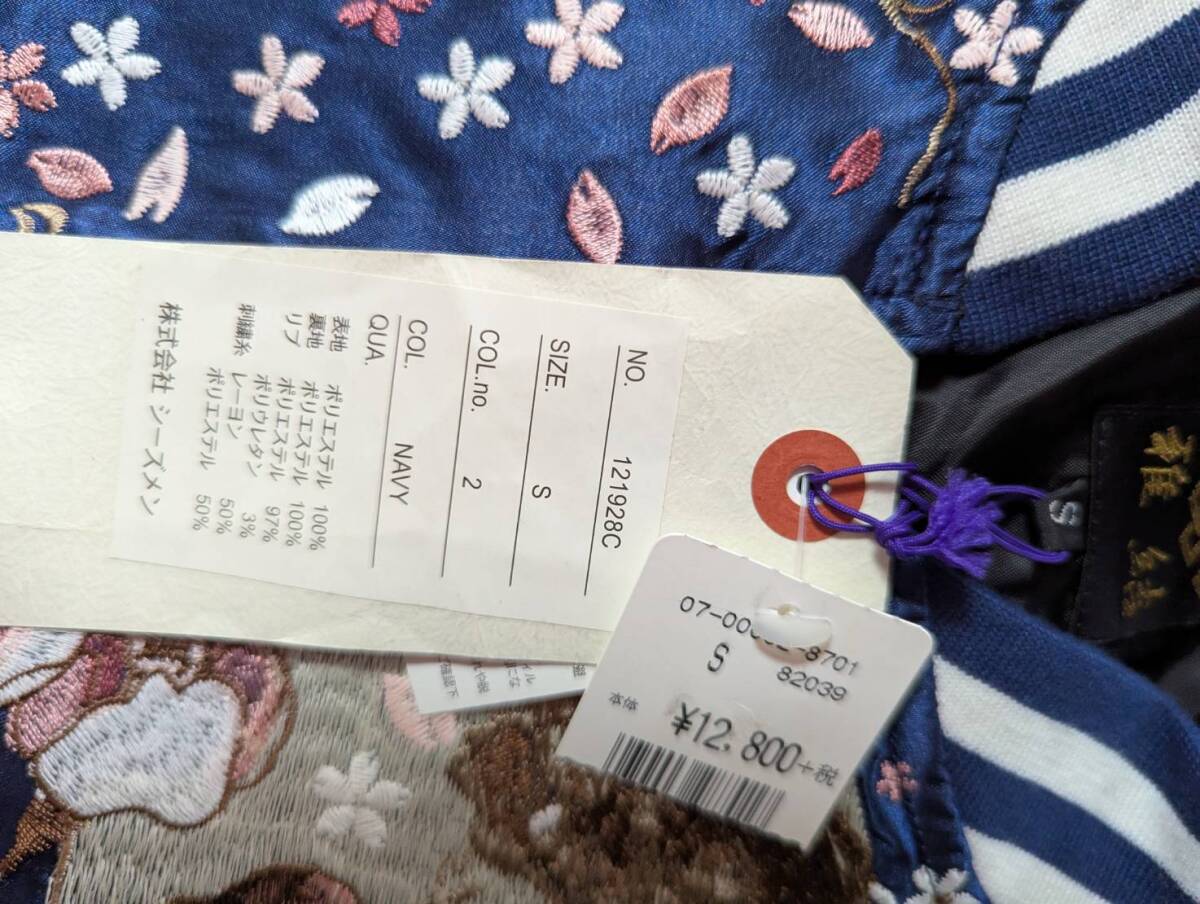 NO. 121928C
SIZE. S
COL.no. 2
COL. NAVY
QUA.
表地 ポリエステル 100%
裏地 ポリエステル 100%
リブ ポリエステル 97%
ポリウレタン 3%
刺繍糸 レーヨン 50%
ポリエステル 50%
株式会社 シーズメン
8701
S 82039
本体 ¥12,800+税
S